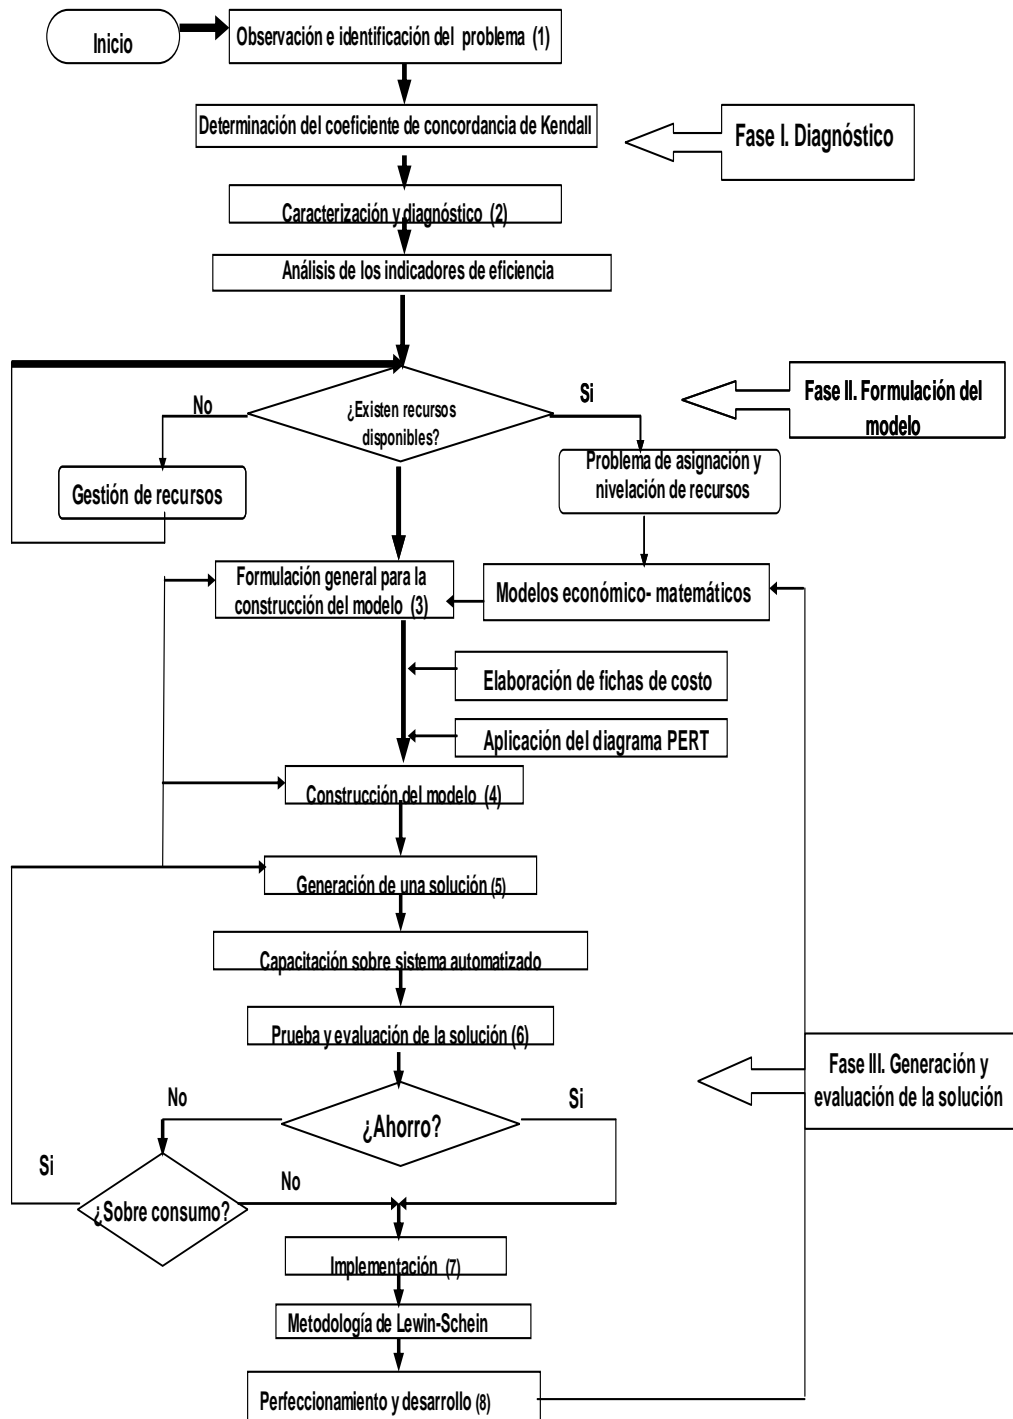 Inicio
Observación e identificación del problema (1)
Determinación del coeficiente de concordancia de Kendall
Fase I. Diagnóstico
Caracterización y diagnóstico (2)
Análisis de los indicadores de eficiencia
No
¿Existen recursos
disponibles?
Si
Fase II. Formulación del
modelo
Gestión de recursos
Problema de asignación y
nivelación de recursos
Formulación general para la
construcción del modelo (3)
Modelos económico- matemáticos
Elaboración de fichas de costo
Aplicación del diagrama PERT
Construcción del modelo (4)
Generación de una solución (5)
Capacitación sobre sistema automatizado
Prueba y evaluación de la solución (6)
Fase III. Generación y
evaluación de la solución
No
¿Ahorro?
Si
Si
¿Sobre consumo?
No
Implementación (7)
Metodología de Lewin-Schein
Perfeccionamiento y desarrollo (8)